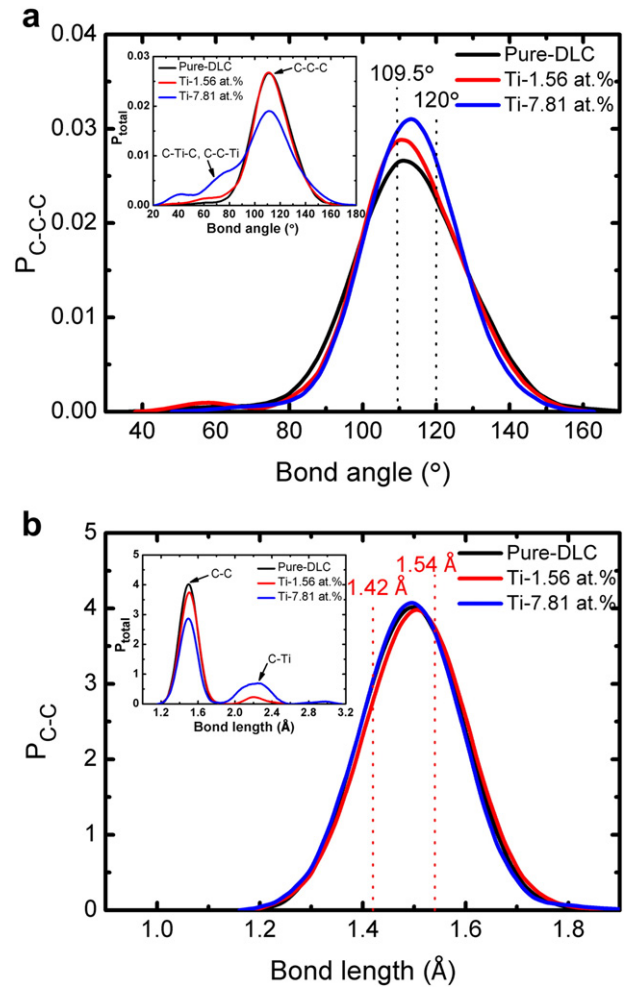 a
0.04
0.03
0.02
0.01
0.00
P_C-C-C
Pure-DLC
Ti-1.56 at.%
Ti-7.81 at.%
109.5º
120º
40 60 80 100 120 140 160
Bond angle (°)
0.03
0.02
0.01
0.00
P_total
Pure-DLC
Ti-1.56 at.%
Ti-7.81 at.%
C-C-C
C-Ti-C, C-C-Ti
20 40 60 80 100 120 140 160 180
Bond angle (°)
b
5
4
3
2
1
0
P_C-C
Pure-DLC
Ti-1.56 at.%
Ti-7.81 at.%
1.42 Å
1.54 Å
1.0 1.2 1.4 1.6 1.8
Bond length (Å)
5
4
3
2
1
0
P_total
Pure-DLC
Ti-1.56 at.%
Ti-7.81 at.%
C-C
C-Ti
1.2 1.6 2.0 2.4 2.8 3.2
Bond length (Å)